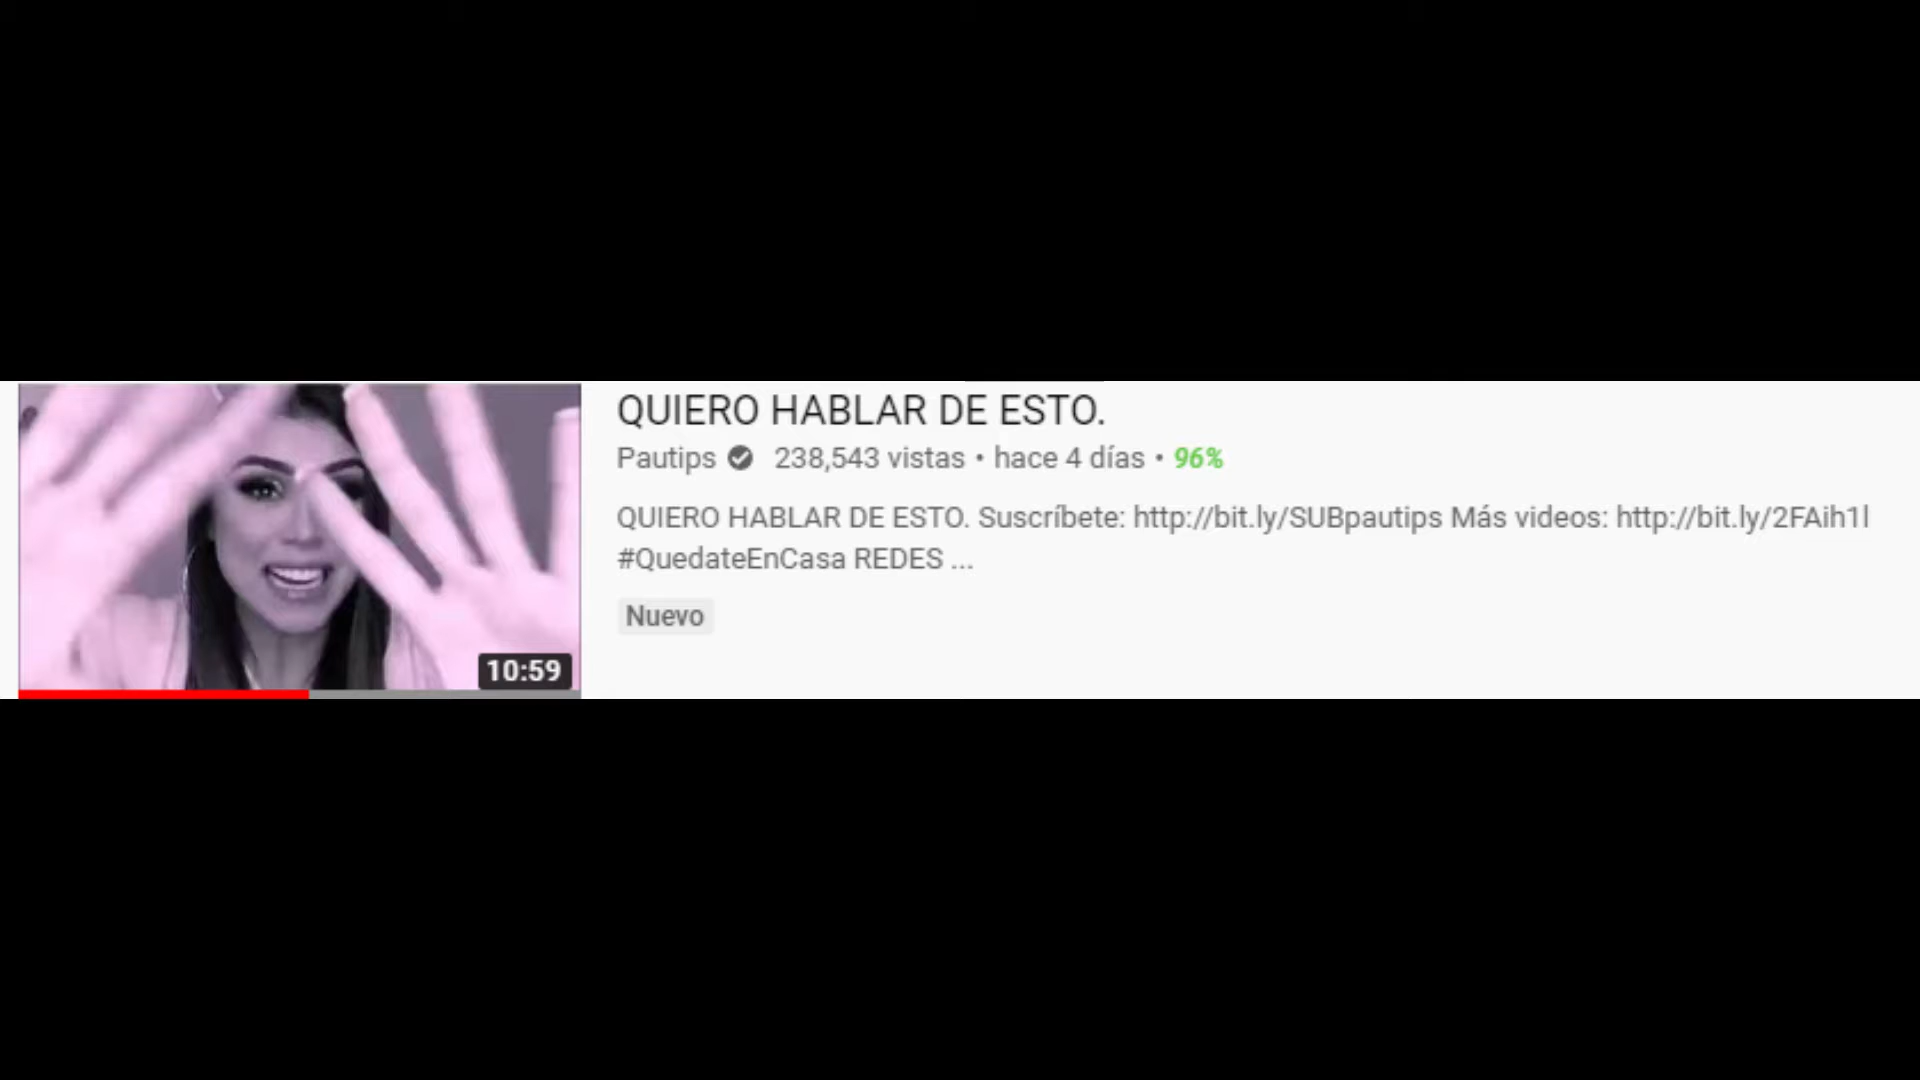 QUIERO HABLAR DE ESTO.
Pautips 238,543 vistas • hace 4 días • 96%
QUIERO HABLAR DE ESTO. Suscríbete: http://bit.ly/SUBpautips Más videos: http://bit.ly/2FAih1l
#QuedateEnCasa REDES ...
Nuevo
10:59